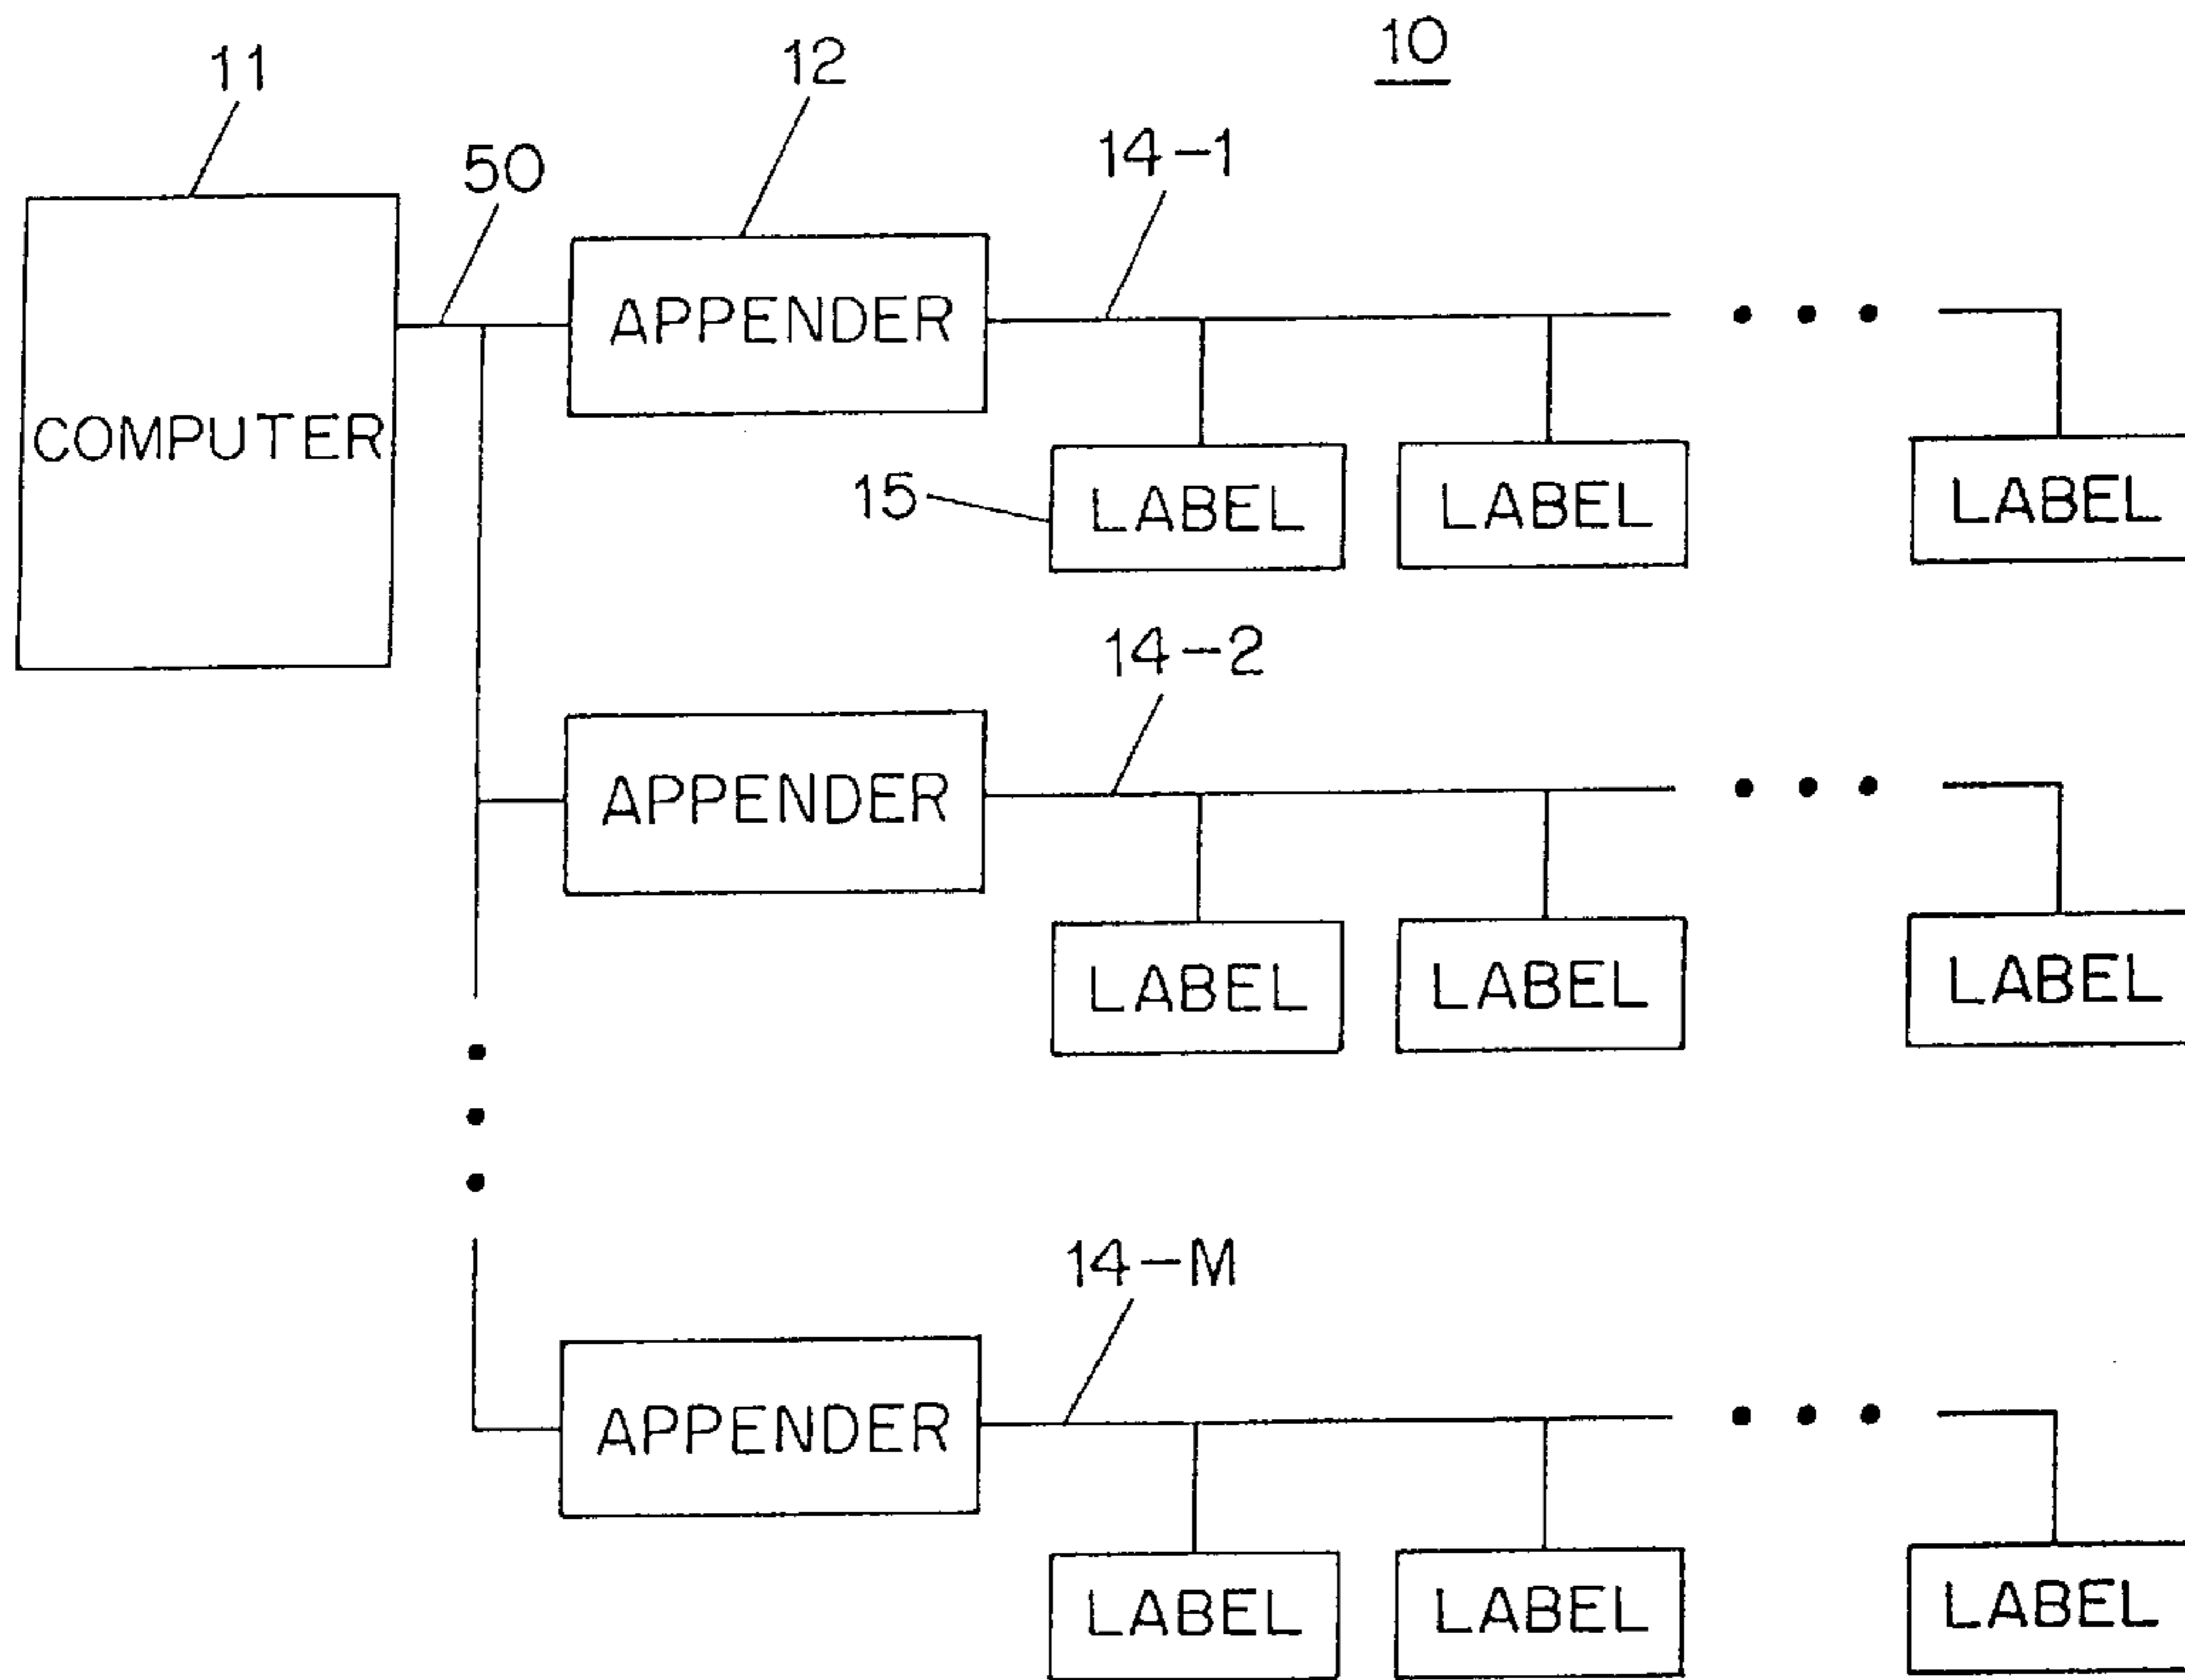 10
11
12
50
14-1
COMPUTER
APPENDER
15
LABEL
LABEL
LABEL
14-2
APPENDER
LABEL
LABEL
LABEL
14-M
APPENDER
LABEL
LABEL
LABEL